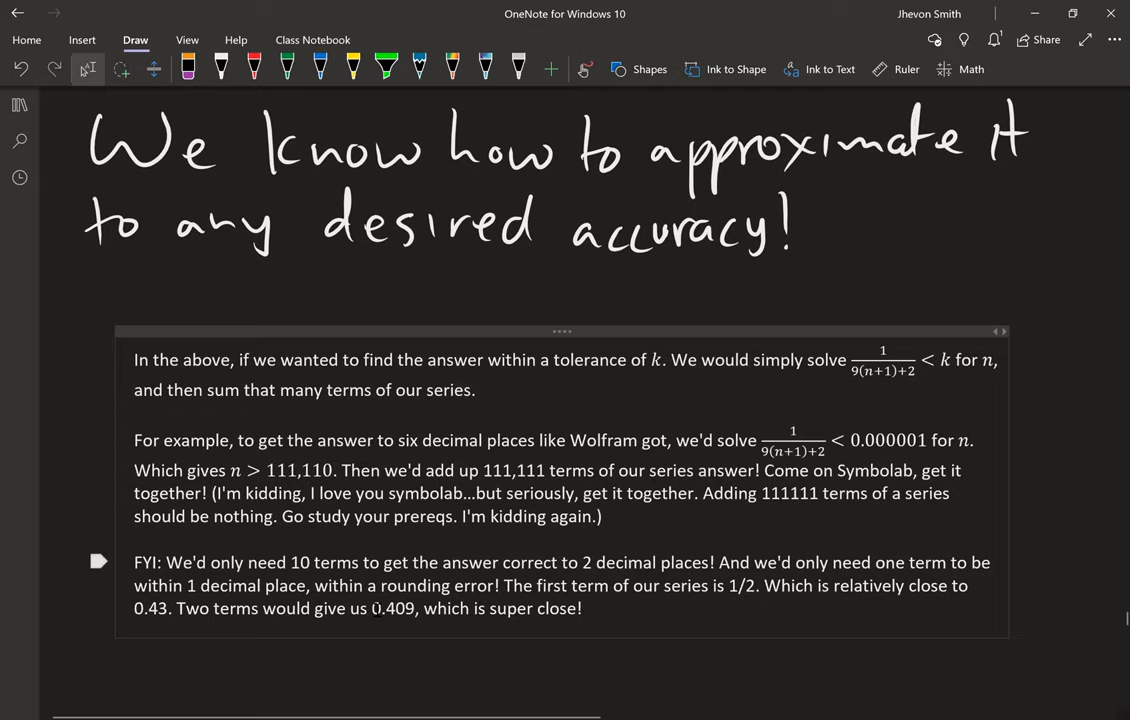 OneNote for Windows 10
Jhevon Smith
Home Insert Draw View Help Class Notebook
1 Share
Shapes Ink to Shape Ink to Text Ruler Math
We know how to approximate it
to any desired accuracy!
In the above, if we wanted to find the answer within a tolerance of k. We would simply solve 1/(9(n+1)+2) < k for n,
and then sum that many terms of our series.
For example, to get the answer to six decimal places like Wolfram got, we'd solve 1/(9(n+1)+2) < 0.000001 for n.
Which gives n > 111,110. Then we'd add up 111,111 terms of our series answer! Come on Symbolab, get it
together! (I'm kidding, I love you symbolab...but seriously, get it together. Adding 111111 terms of a series
should be nothing. Go study your prereqs. I'm kidding again.)
FYI: We'd only need 10 terms to get the answer correct to 2 decimal places! And we'd only need one term to be
within 1 decimal place, within a rounding error! The first term of our series is 1/2. Which is relatively close to
0.43. Two terms would give us 0.409, which is super close!